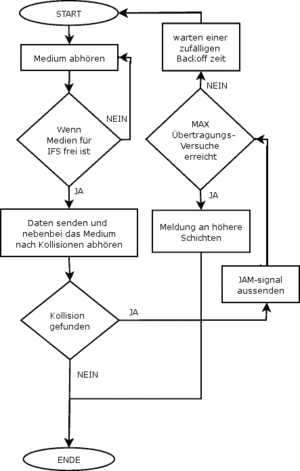 START
Medium abhören
NEIN
Wenn
Medien für
IFS frei ist
JA
Daten senden und
nebenbei das Medium
nach Kollisionen abhören
Kollision
gefunden
JA
NEIN
ENDE
warten einer
zufälligen
Backoff zeit
NEIN
MAX
Übertragungs-
Versuche
erreicht
JA
Meldung an höhere
Schichten
JAM-signal
aussenden